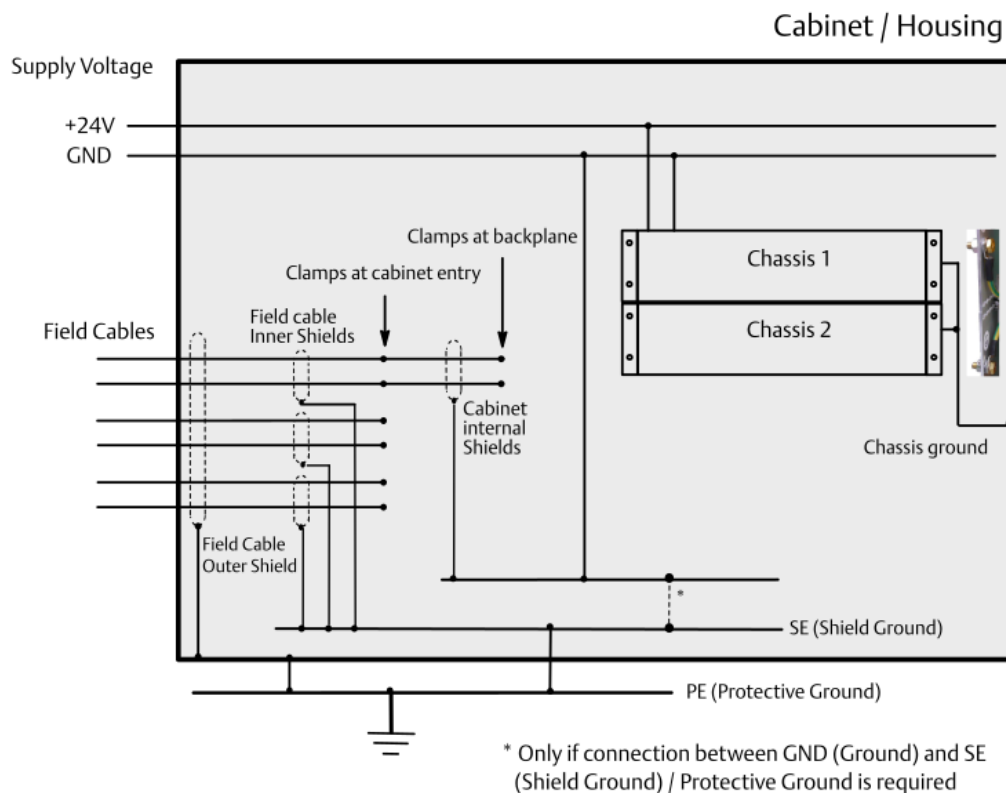 Cabinet / Housing
Supply Voltage
+24V
GND
Clamps at backplane
Clamps at cabinet entry
Chassis 1
Field cable
Inner Shields
Field Cables
Chassis 2
Cabinet
internal
Shields
Chassis ground
Field Cable
Outer Shield
*
SE (Shield Ground)
PE (Protective Ground)
* Only if connection between GND (Ground) and SE
(Shield Ground) / Protective Ground is required